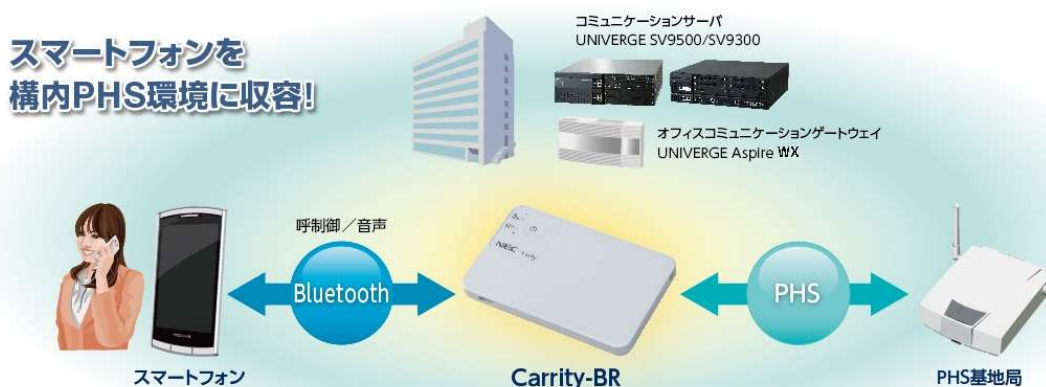 スマートフォンを
構内PHS環境に収容!
コミュニケーションサーバ
UNIVERGE SV9500/SV9300
オフィスコミュニケーションゲートウェイ
UNIVERGE Aspire WX
呼制御／音声
Bluetooth
PHS
NEC
スマートフォン
Carrity-BR
PHS基地局